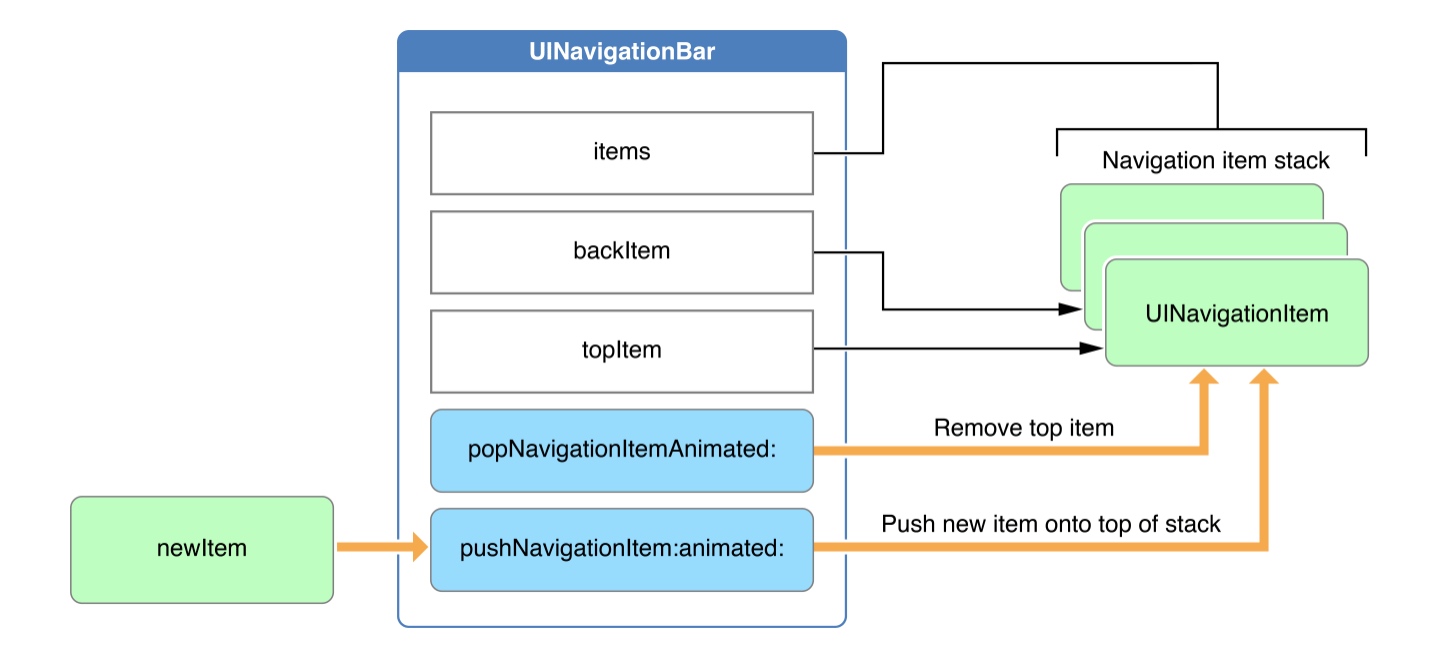 UINavigationBar
items
backItem
topItem
popNavigationItemAnimated:
pushNavigationItem:animated:
newItem
Navigation item stack
UINavigationItem
Remove top item
Push new item onto top of stack